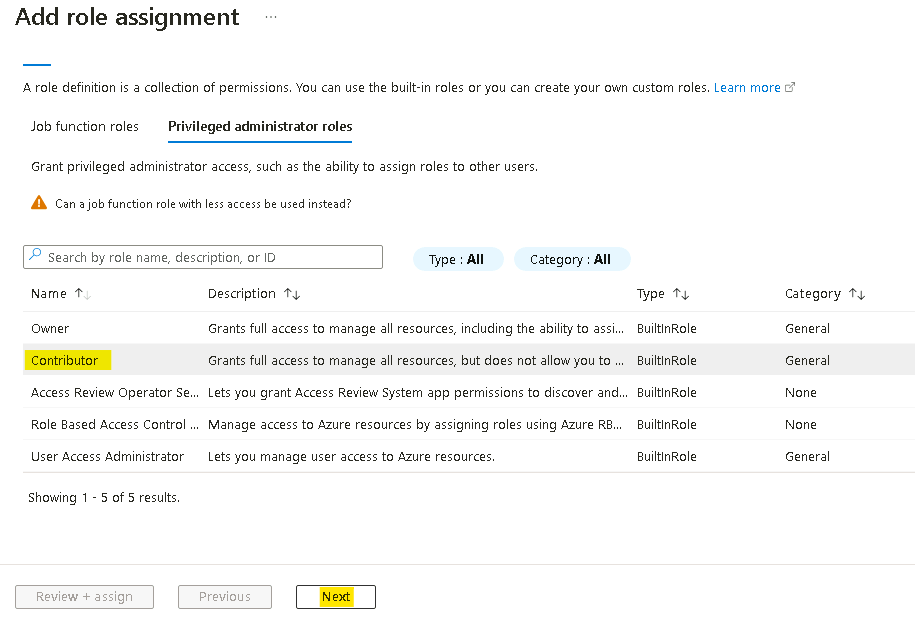 Add role assignment ...
A role definition is a collection of permissions. You can use the built-in roles or you can create your own custom roles. Learn more
Job function roles Privileged administrator roles
Grant privileged administrator access, such as the ability to assign roles to other users.
Can a job function role with less access be used instead?
Search by role name, description, or ID Type : All Category : All
Name ↑↓ Description ↑↓ Type ↑↓ Category ↑↓
Owner Grants full access to manage all resources, including the ability to assi... BuiltInRole General
Contributor Grants full access to manage all resources, but does not allow you to ... BuiltInRole General
Access Review Operator Se... Lets you grant Access Review System app permissions to discover and... BuiltInRole None
Role Based Access Control ... Manage access to Azure resources by assigning roles using Azure RB... BuiltInRole None
User Access Administrator Lets you manage user access to Azure resources. BuiltInRole General
Showing 1 - 5 of 5 results.
Review + assign Previous Next